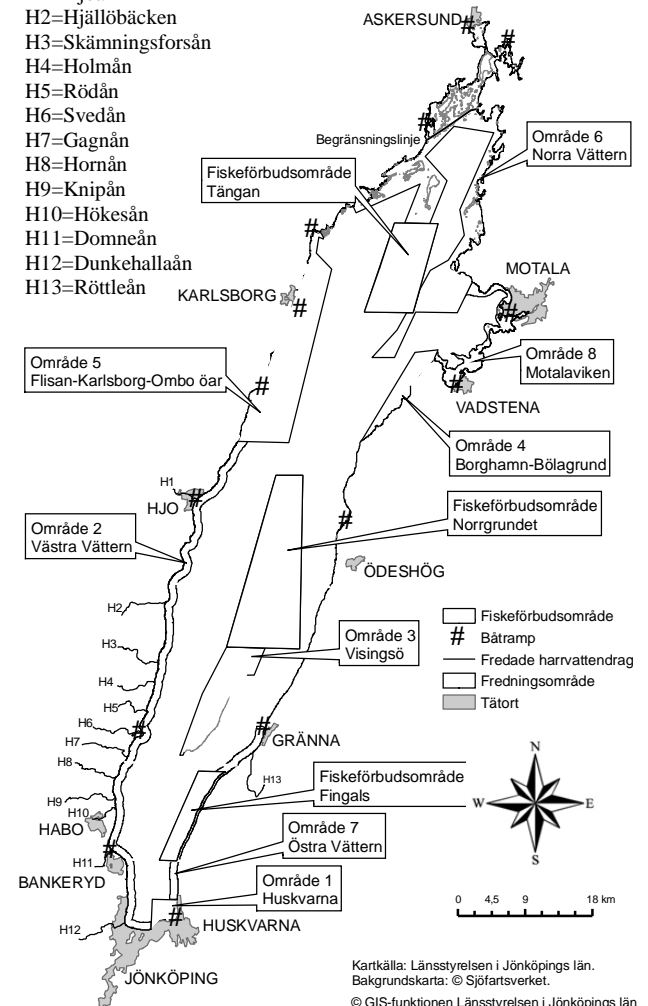 H2=Hjällöbäcken
H3=Skämningsforsån
H4=Holmån
H5=Rödån
H6=Svedån
H7=Gagnån
H8=Hornån
H9=Knipån
H10=Hökesån
H11=Domneån
H12=Dunkehallaån
H13=Röttleån
ASKERSUND
Begränsningslinje
Område 6
Norra Vättern
Fiskeförbudsområde
Tängan
MOTALA
KARLSBORG
Område 5
Flisan-Karlsborg-Ombo öar
Område 8
Motalaviken
VADSTENA
Område 4
Borghamn-Bölagrund
H1
HJO
Fiskeförbudsområde
Norrgrundet
Område 2
Västra Vättern
ÖDESHÖG
H2
H3
H4
H5
H6
H7
H8
H9
H10
HABO
H11
BANKERYD
H12
Område 3
Visingsö
Fiskeförbudsområde
# Båtramp
Fredade harrvattendrag
Fredningsområde
Tätort
GRÄNNA
H13
Fiskeförbudsområde
Fingals
Område 7
Östra Vättern
Område 1
Huskvarna
HUSKVARNA
JÖNKÖPING
N
W
E
S
0 4,5 9 18 km
Kartkälla: Länsstyrelsen i Jönköpings län.
Bakgrundskarta: © Sjöfartsverket.
© GIS-funktionen Länsstyrelsen i Jönköpings län